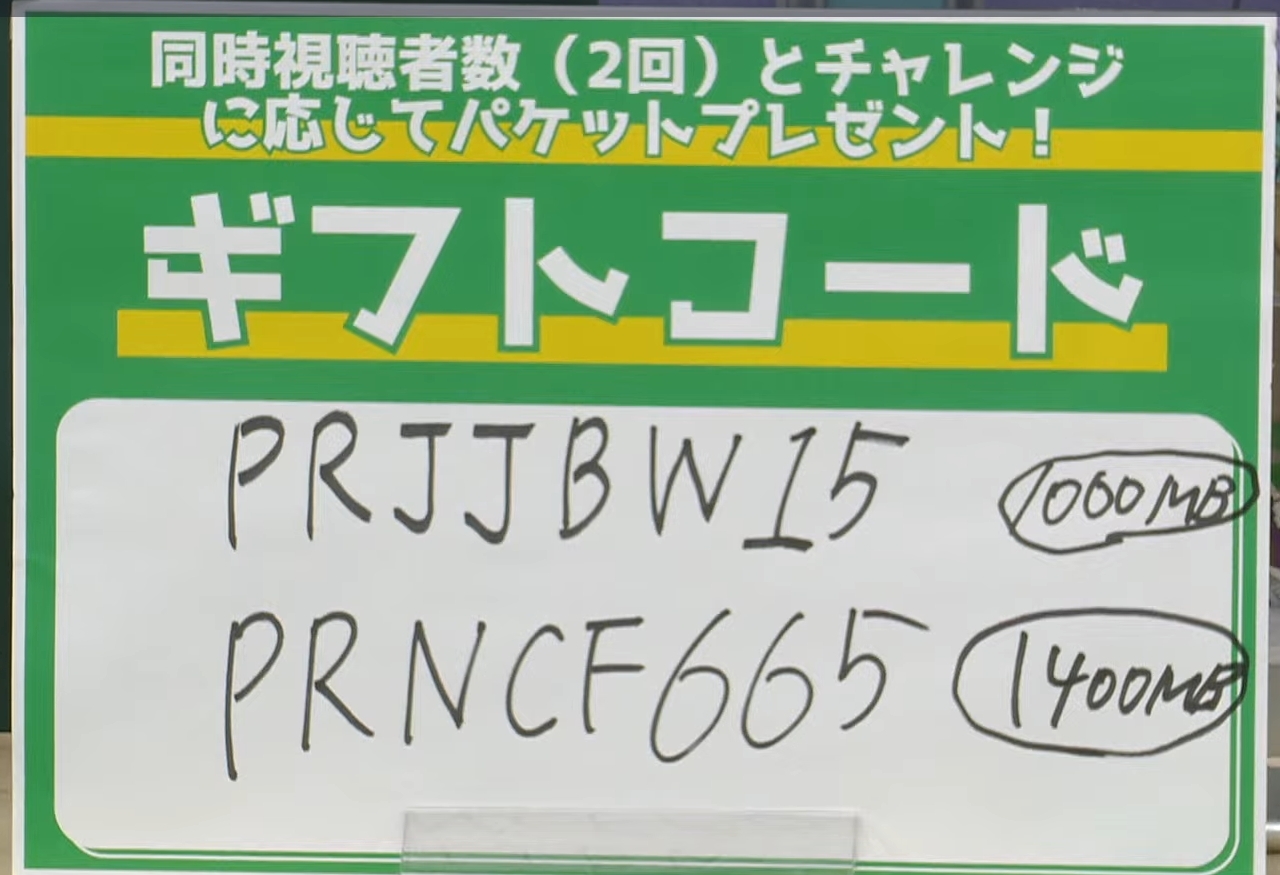 同時視聴者数（2回）とチャレンジ
に応じてパケットプレゼント！
ギフトコード
PRJJBW15 1000MB
PRNCF665 1400MB